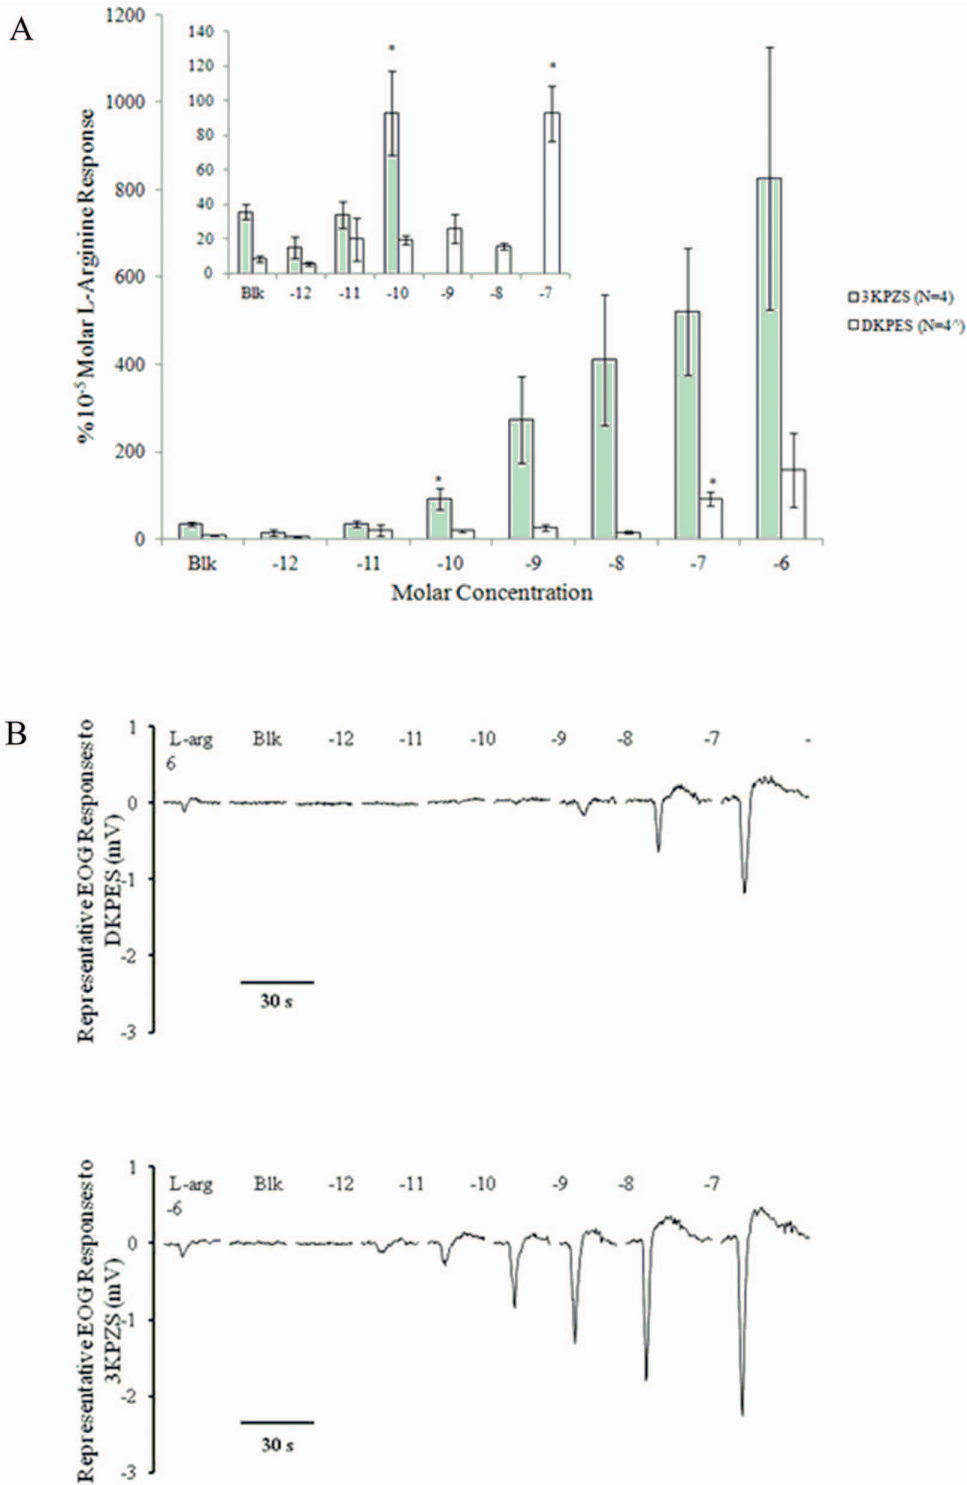 A
%10-5 Molar L-Arginine Response
1200
1000
800
600
400
200
0
140
120
100
80
60
40
20
0
* *
Blk -12 -11 -10 -9 -8 -7
* *
3KPZS (N=4)
DKPES (N=4^)
Blk -12 -11 -10 -9 -8 -7 -6
Molar Concentration
B
Representative EOG Responses to
DKPES (mV)
1
0
-1
-2
-3
L-arg Blk -12 -11 -10 -9 -8 -7 -
6
30 s
Representative EOG Responses to
3KPZS (mV)
1
0
-1
-2
-3
L-arg Blk -12 -11 -10 -9 -8 -7
-6
30 s